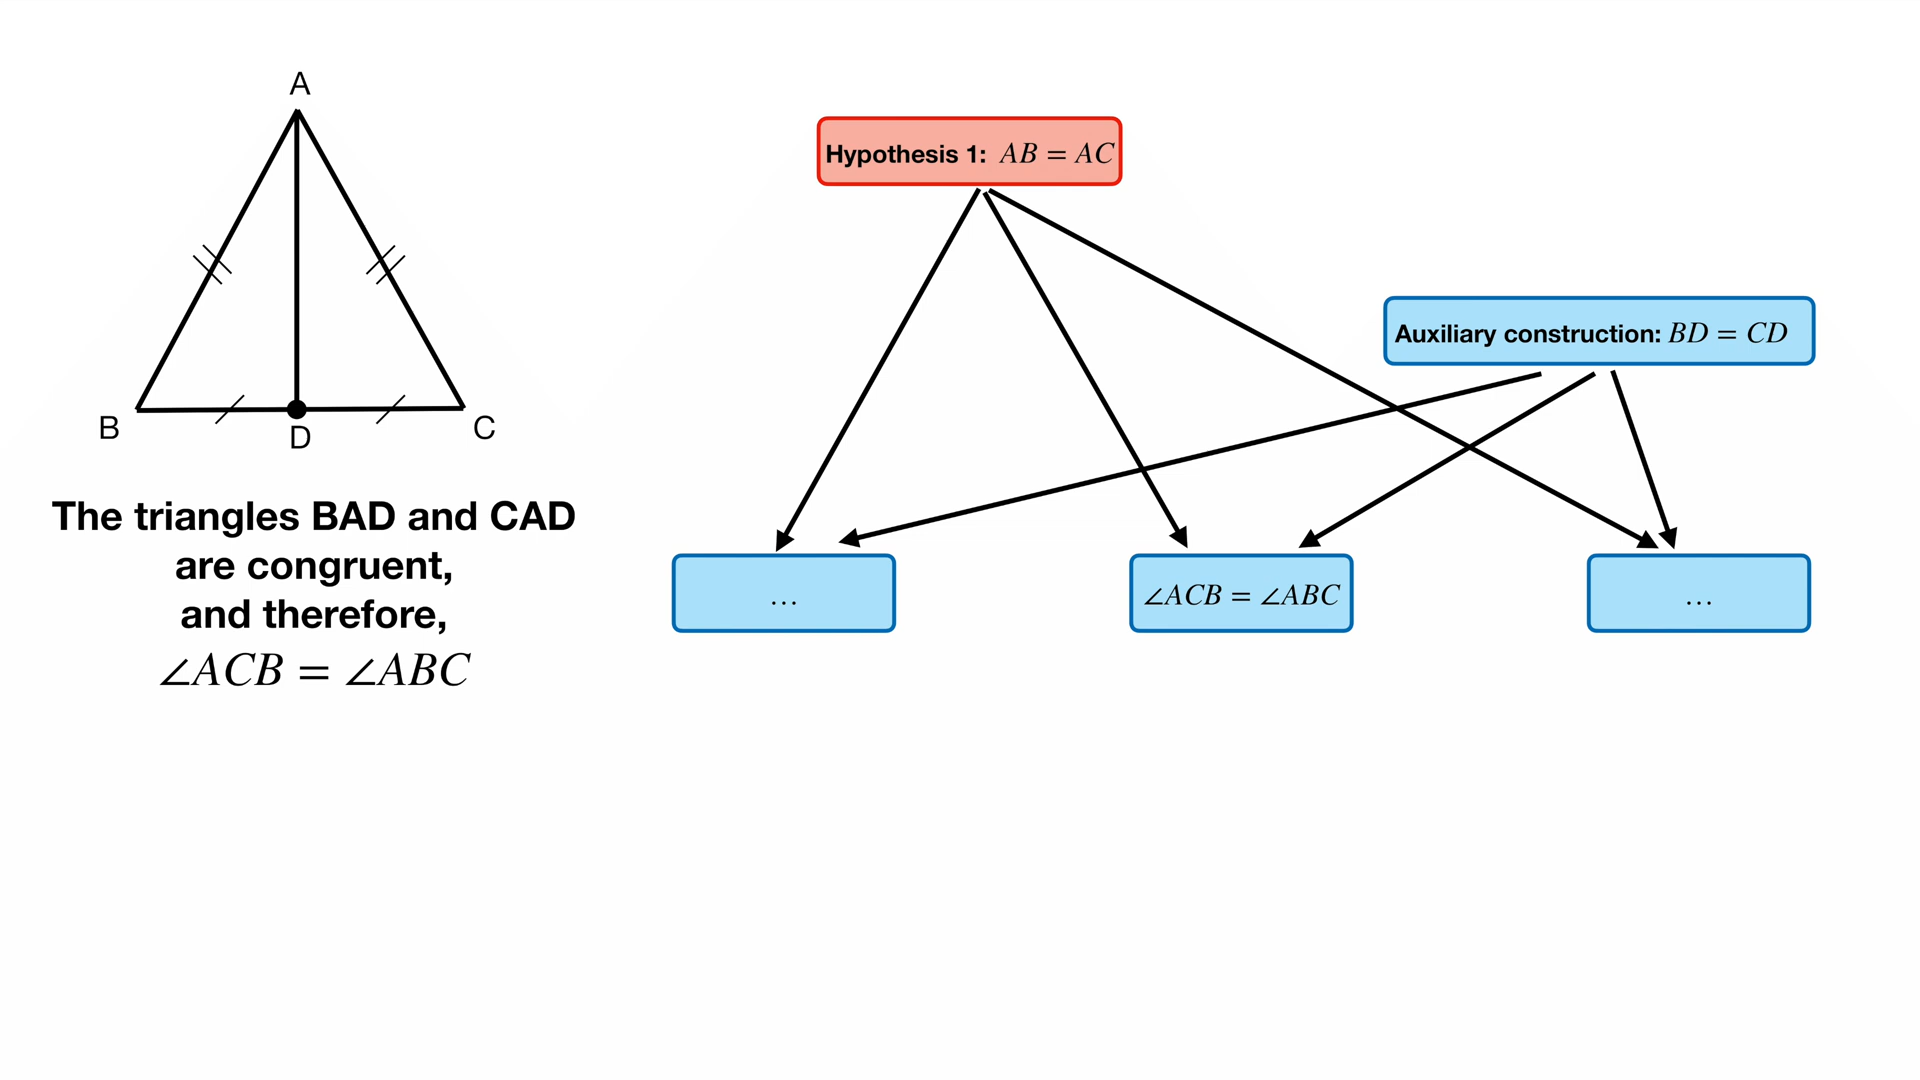 A
B
D
C
The triangles BAD and CAD
are congruent,
and therefore,
∠ACB = ∠ABC
Hypothesis 1: AB = AC
Auxiliary construction: BD = CD
...
∠ACB = ∠ABC
...